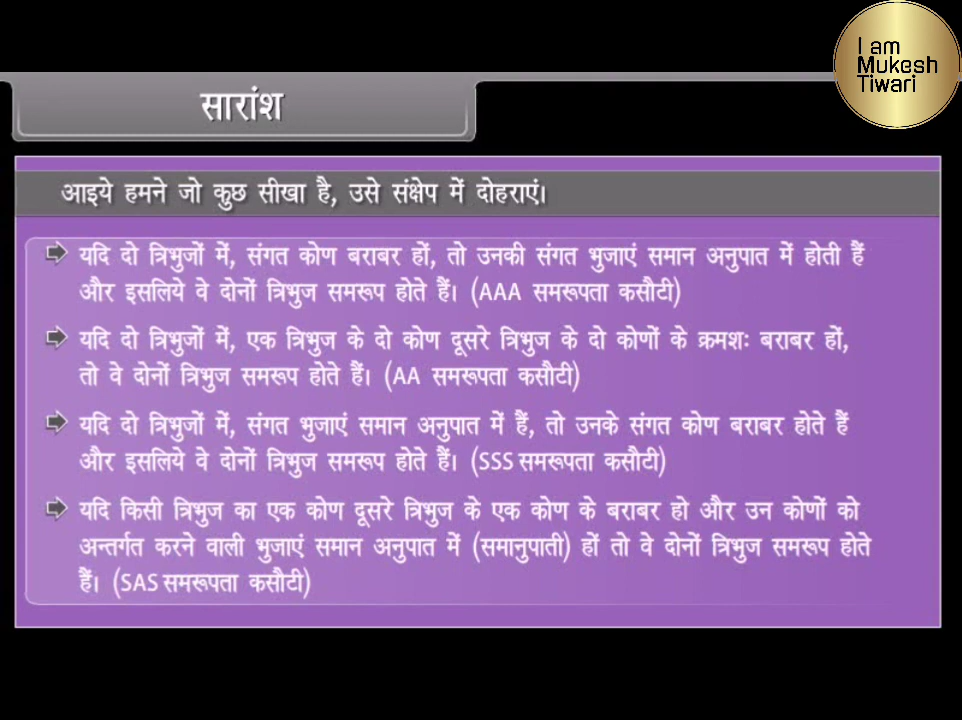 I am
Mukesh
Tiwari
सारांश
आइये हमने जो कुछ सीखा है, उसे संक्षेप में दोहराएं।
यदि दो त्रिभुजों में, संगत कोण बराबर हों, तो उनकी संगत भुजाएं समान अनुपात में होती हैं
और इसलिये वे दोनों त्रिभुज समरूप होते हैं। (AAA समरूपता कसौटी)
यदि दो त्रिभुजों में, एक त्रिभुज के दो कोण दूसरे त्रिभुज के दो कोणों के क्रमशः बराबर हों,
तो वे दोनों त्रिभुज समरूप होते हैं। (AA समरूपता कसौटी)
यदि दो त्रिभुजों में, संगत भुजाएं समान अनुपात में हैं, तो उनके संगत कोण बराबर होते हैं
और इसलिये वे दोनों त्रिभुज समरूप होते हैं। (SSS समरूपता कसौटी)
यदि किसी त्रिभुज का एक कोण दूसरे त्रिभुज के एक कोण के बराबर हो और उन कोणों को
अन्तर्गत करने वाली भुजाएं समान अनुपात में (समानुपाती) हों तो वे दोनों त्रिभुज समरूप होते
हैं। (SAS समरूपता कसौटी)